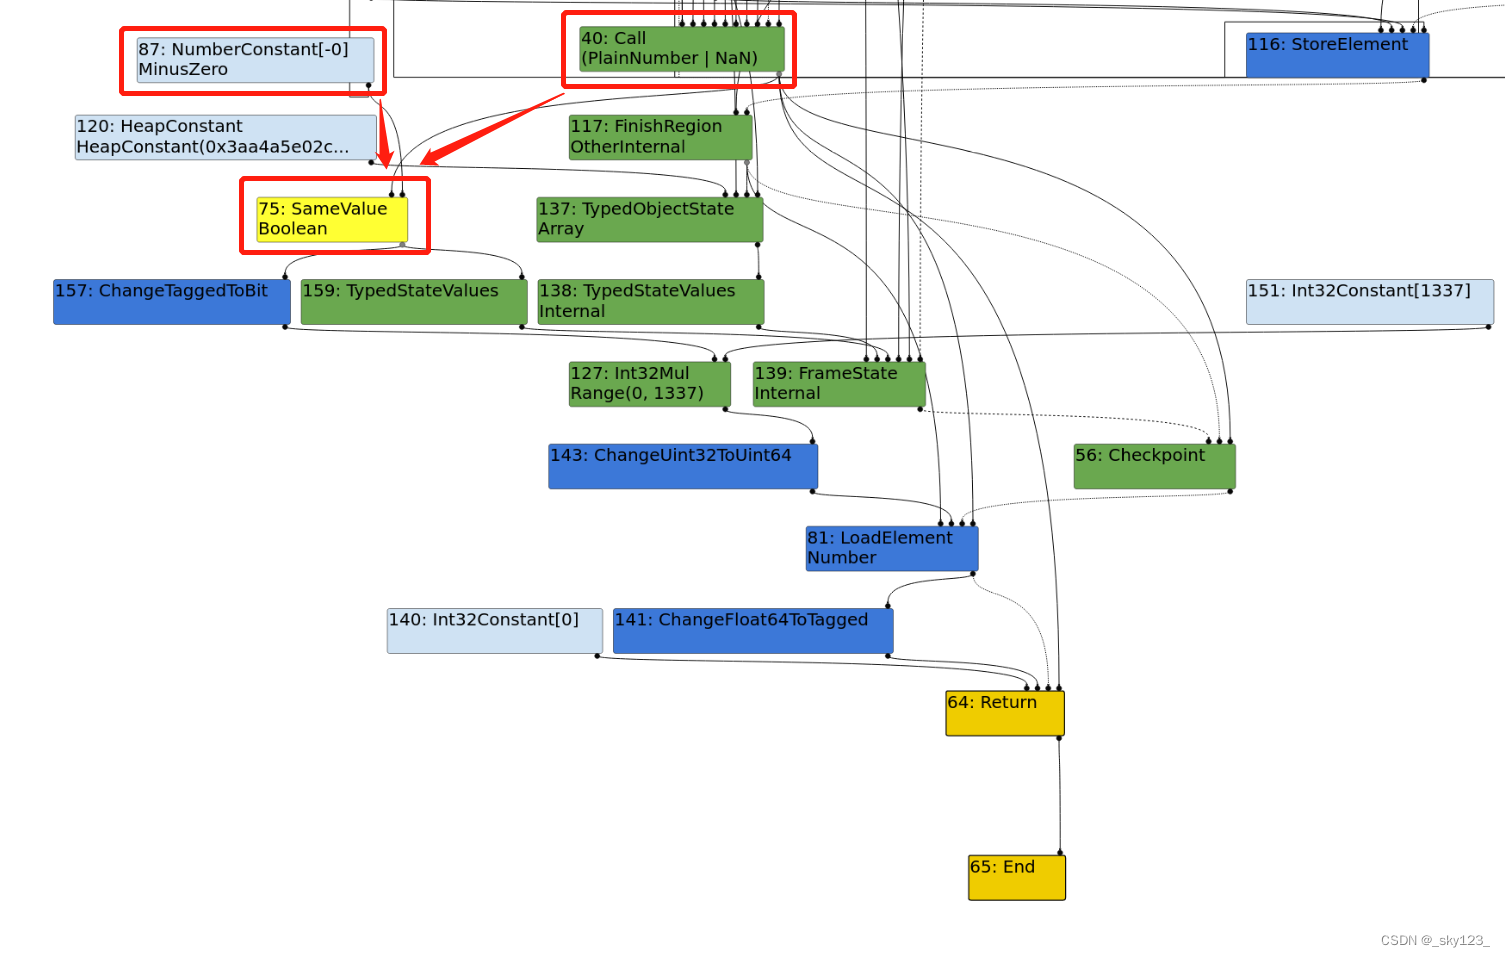 87: NumberConstant[-0]
MinusZero
40: Call
(PlainNumber | NaN)
116: StoreElement
120: HeapConstant
HeapConstant(0x3aa4a5e02c...
117: FinishRegion
OtherInternal
75: SameValue
Boolean
137: TypedObjectState
Array
157: ChangeTaggedToBit
159: TypedStateValues
138: TypedStateValues
Internal
151: Int32Constant[1337]
127: Int32Mul
Range(0, 1337)
139: FrameState
Internal
143: ChangeUint32ToUint64
56: Checkpoint
81: LoadElement
Number
140: Int32Constant[0]
141: ChangeFloat64ToTagged
64: Return
65: End
CSDN @_sky123_